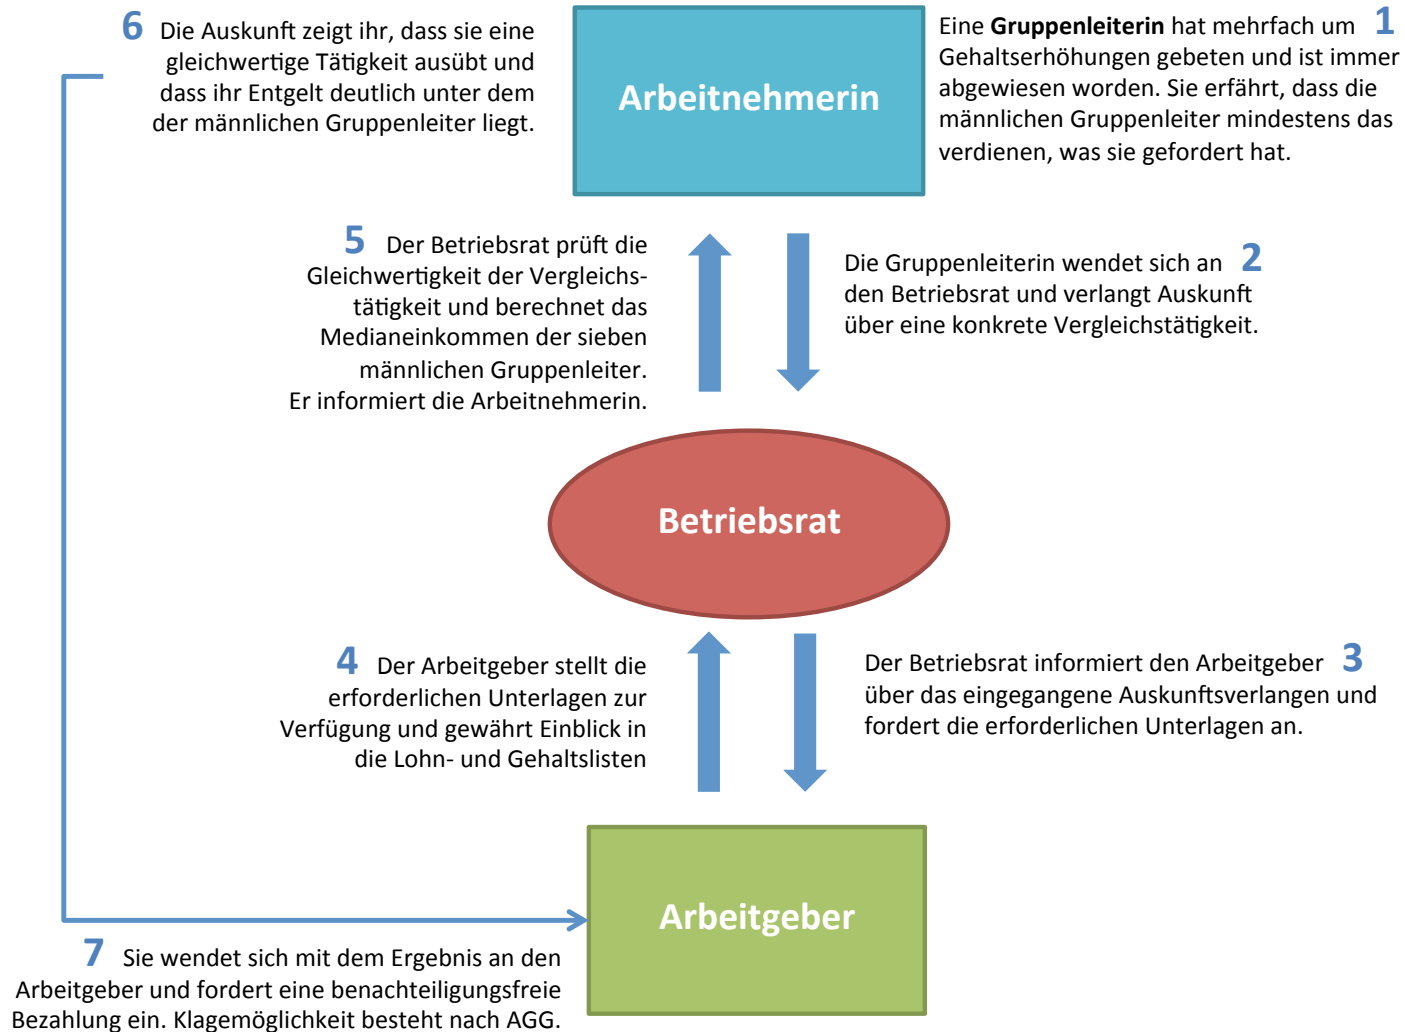 Eine Gruppenleiterin hat mehrfach um 1
Gehaltserhöhungen gebeten und ist immer
abgewiesen worden. Sie erfährt, dass die
männlichen Gruppenleiter mindestens das
verdienen, was sie gefordert hat.
Arbeitnehmerin
Die Gruppenleiterin wendet sich an 2
den Betriebsrat und verlangt Auskunft
über eine konkrete Vergleichstätigkeit.
Betriebsrat
Der Betriebsrat informiert den Arbeitgeber 3
über das eingegangene Auskunftsverlangen und
fordert die erforderlichen Unterlagen an.
Arbeitgeber
4 Der Arbeitgeber stellt die
erforderlichen Unterlagen zur
Verfügung und gewährt Einblick in
die Lohn- und Gehaltslisten
5 Der Betriebsrat prüft die
Gleichwertigkeit der Vergleichs-
tätigkeit und berechnet das
Medianeinkommen der sieben
männlichen Gruppenleiter.
Er informiert die Arbeitnehmerin.
6 Die Auskunft zeigt ihr, dass sie eine
gleichwertige Tätigkeit ausübt und
dass ihr Entgelt deutlich unter dem
der männlichen Gruppenleiter liegt.
7 Sie wendet sich mit dem Ergebnis an den
Arbeitgeber und fordert eine benachteiligungsfreie
Bezahlung ein. Klagemöglichkeit besteht nach AGG.